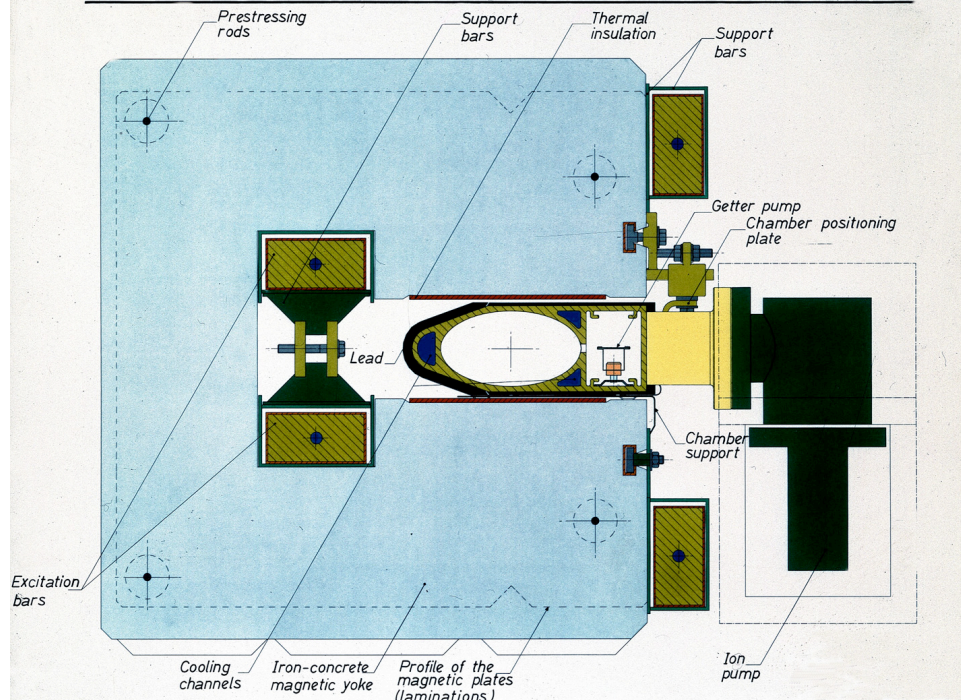 Prestressing
rods
Support
bars
Thermal
insulation
Support
bars
Getter pump
Chamber positioning
plate
Lead
Chamber
support
Excitation
bars
Cooling
channels
Iron-concrete
magnetic yoke
Profile of the
magnetic plates
(laminations)
Ion
pump